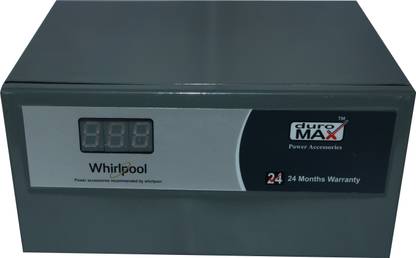 888
duro TM
MAX
Power Accessories
Whirlpool
Power accessories recommended by whirlpool
24 24 Months Warranty